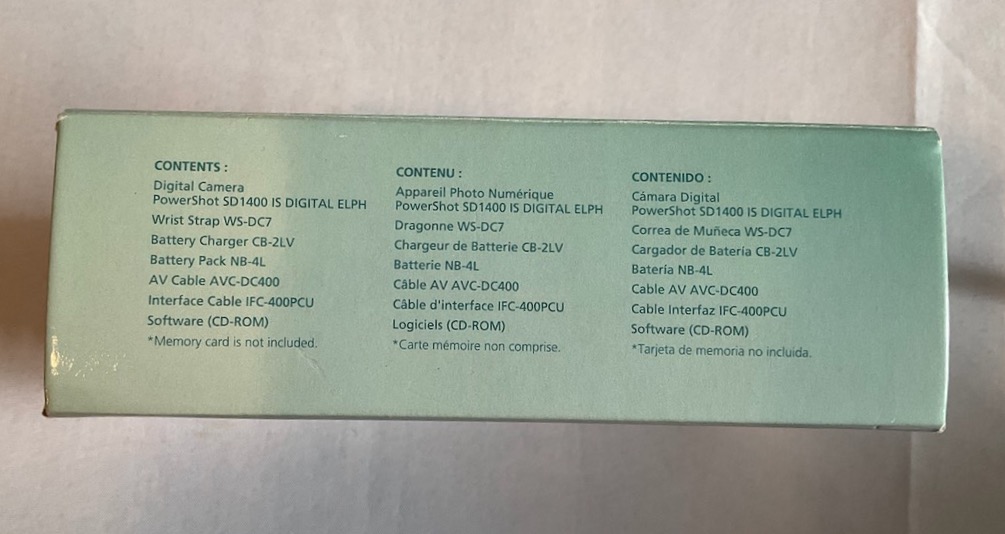 CONTENTS :
Digital Camera
PowerShot SD1400 IS DIGITAL ELPH
Wrist Strap WS-DC7
Battery Charger CB-2LV
Battery Pack NB-4L
AV Cable AVC-DC400
Interface Cable IFC-400PCU
Software (CD-ROM)
*Memory card is not included.
CONTENU :
Appareil Photo Numérique
PowerShot SD1400 IS DIGITAL ELPH
Dragonne WS-DC7
Chargeur de Batterie CB-2LV
Batterie NB-4L
Câble AV AVC-DC400
Câble d'interface IFC-400PCU
Logiciels (CD-ROM)
*Carte mémoire non comprise.
CONTENIDO :
Cámara Digital
PowerShot SD1400 IS DIGITAL ELPH
Correa de Muñeca WS-DC7
Cargador de Batería CB-2LV
Batería NB-4L
Cable AV AVC-DC400
Cable Interfaz IFC-400PCU
Software (CD-ROM)
*Tarjeta de memoria no incluida.